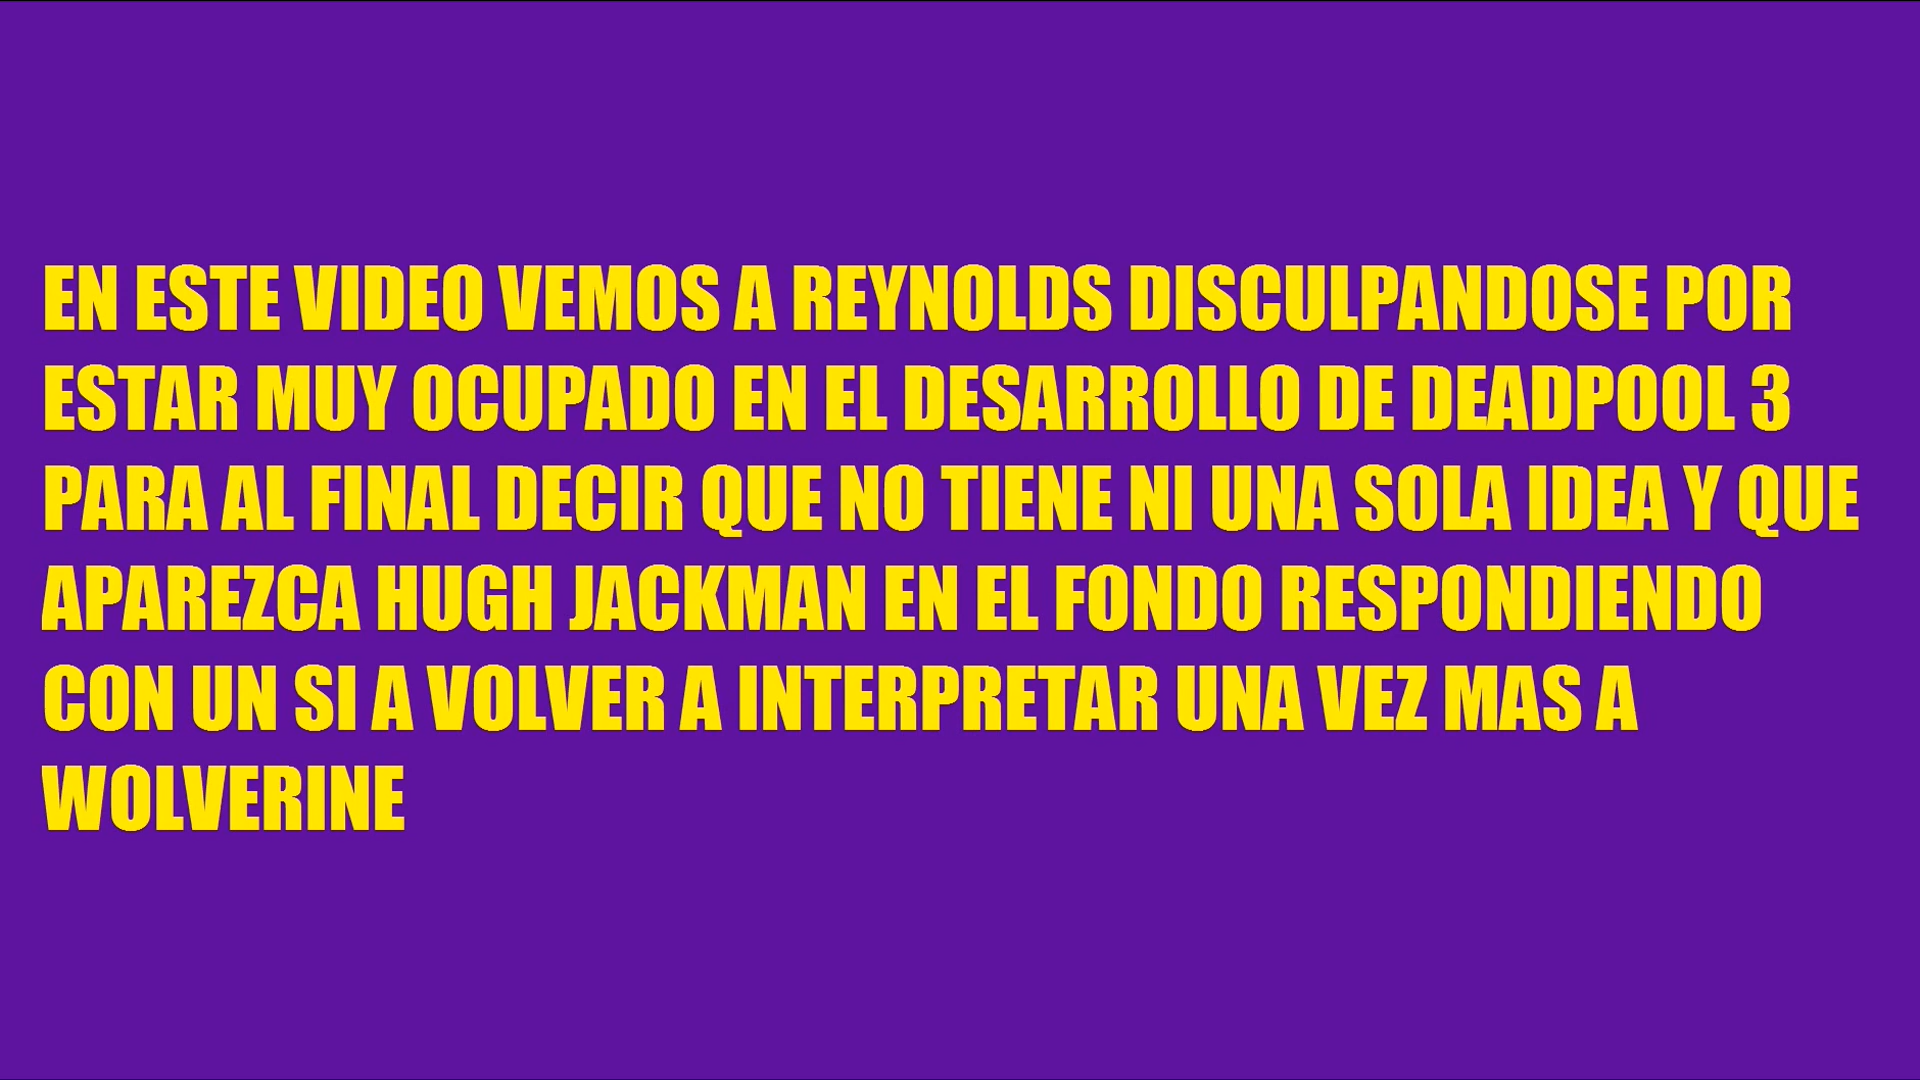 EN ESTE VIDEO VEMOS A REYNOLDS DISCULPANDOSE POR
ESTAR MUY OCUPADO EN EL DESARROLLO DE DEADPOOL 3
PARA AL FINAL DECIR QUE NO TIENE NI UNA SOLA IDEA Y QUE
APAREZCA HUGH JACKMAN EN EL FONDO RESPONDIENDO
CON UN SI A VOLVER A INTERPRETAR UNA VEZ MAS A
WOLVERINE